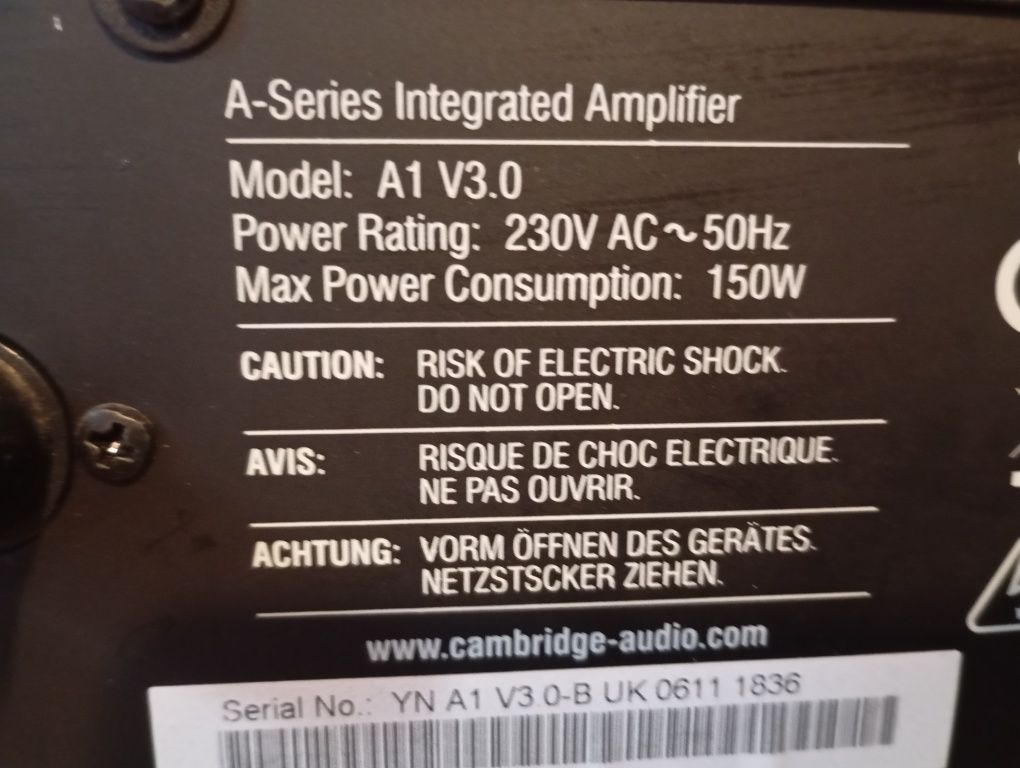 A-Series Integrated Amplifier
Model: A1 V3.0
Power Rating: 230V AC~50Hz
Max Power Consumption: 150W
CAUTION: RISK OF ELECTRIC SHOCK.
DO NOT OPEN.
AVIS: RISQUE DE CHOC ELECTRIQUE.
NE PAS OUVRIR.
ACHTUNG: VORM ÖFFNEN DES GERÄTES.
NETZSTSCKER ZIEHEN.
www.cambridge-audio.com
Serial No.: YN A1 V3.0-B UK 0611 1836